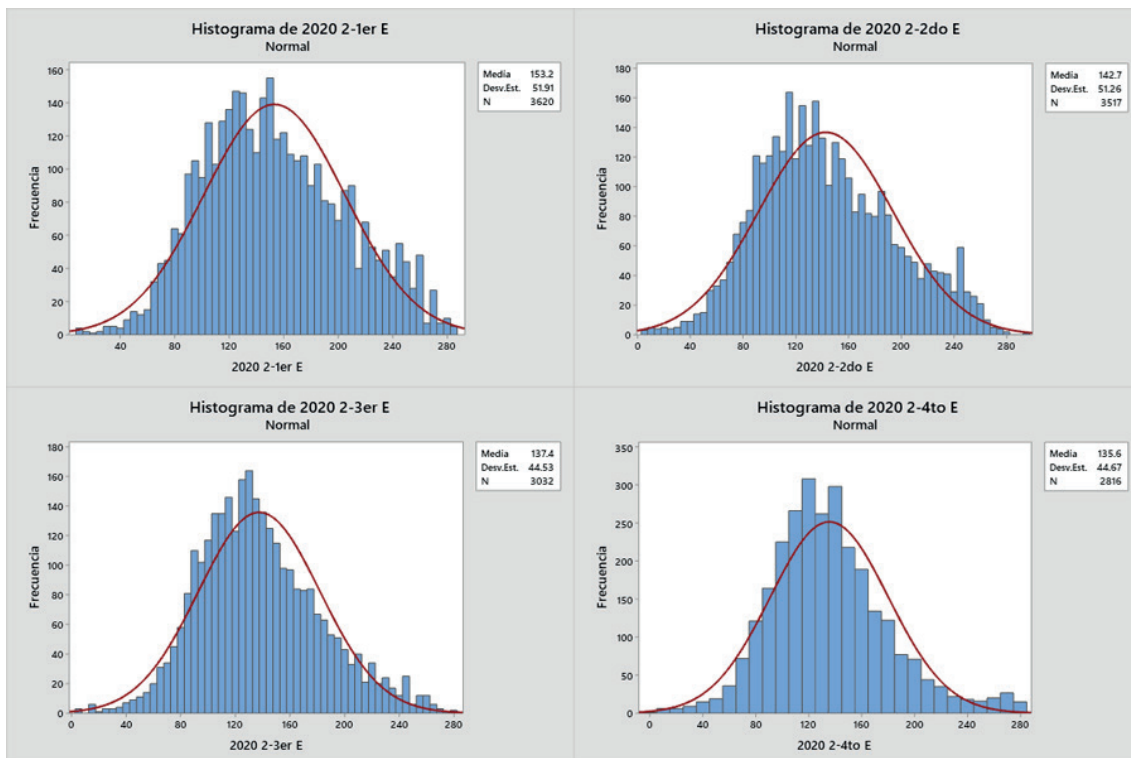 Histograma de 2020 2-1er E
Normal
Media 153.2
Desv.Est. 51.91
N 3620
Frecuencia
160
140
120
100
80
60
40
20
0
40 80 120 160 200 240 280
2020 2-1er E
Histograma de 2020 2-2do E
Normal
Media 142.7
Desv.Est. 51.26
N 3517
Frecuencia
180
160
140
120
100
80
60
40
20
0
0 40 80 120 160 200 240 280
2020 2-2do E
Histograma de 2020 2-3er E
Normal
Media 137.4
Desv.Est. 44.53
N 3032
Frecuencia
180
160
140
120
100
80
60
40
20
0
0 40 80 120 160 200 240 280
2020 2-3er E
Histograma de 2020 2-4to E
Normal
Media 135.6
Desv.Est. 44.67
N 2816
Frecuencia
350
300
250
200
150
100
50
0
0 40 80 120 160 200 240 280
2020 2-4to E